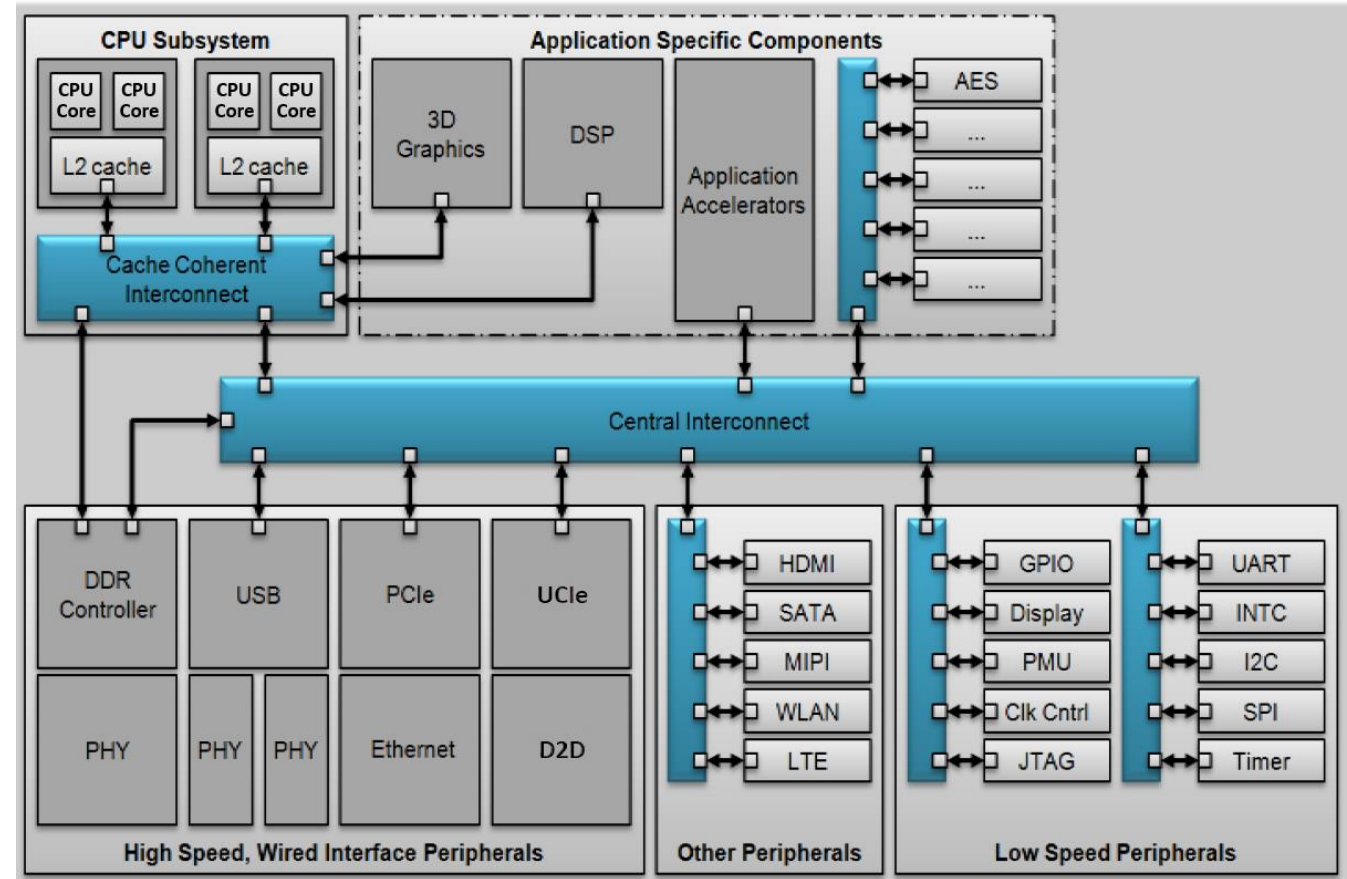 CPU Subsystem
CPU
Core
CPU
Core
L2 cache
CPU
Core
CPU
Core
L2 cache
Cache Coherent
Interconnect
Application Specific Components
3D
Graphics
DSP
Application
Accelerators
AES
...
...
...
...
Central Interconnect
DDR
Controller
USB
PCIe
UCIe
PHY
PHY
PHY
Ethernet
D2D
High Speed, Wired Interface Peripherals
HDMI
SATA
MIPI
WLAN
LTE
Other Peripherals
GPIO
Display
PMU
Clk Cntrl
JTAG
UART
INTC
I2C
SPI
Timer
Low Speed Peripherals